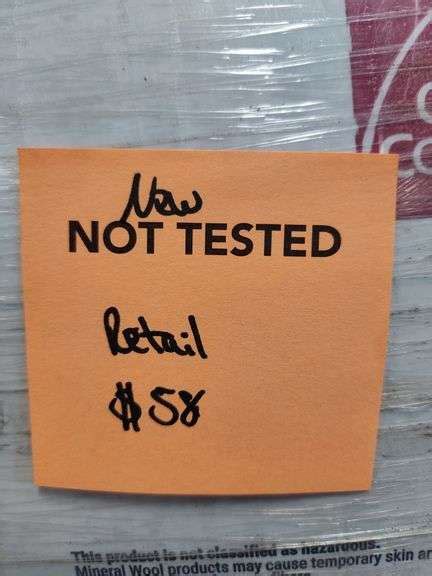 CO
New
NOT TESTED
Retail
$58
This product is not classified as hazardous.
Mineral Wool products may cause temporary skin